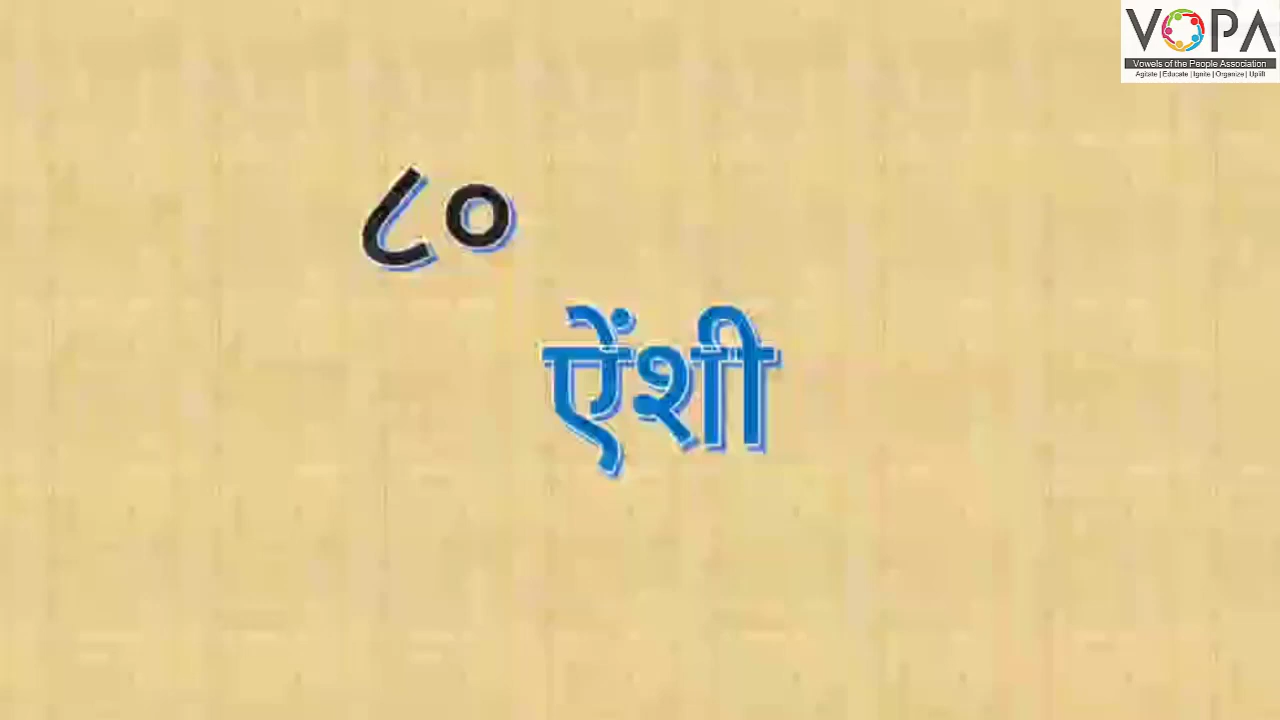 VOPA
Vowels of the People Association
Agitate | Educate | Ignite | Organize | Uplift
८०
ऐंशी